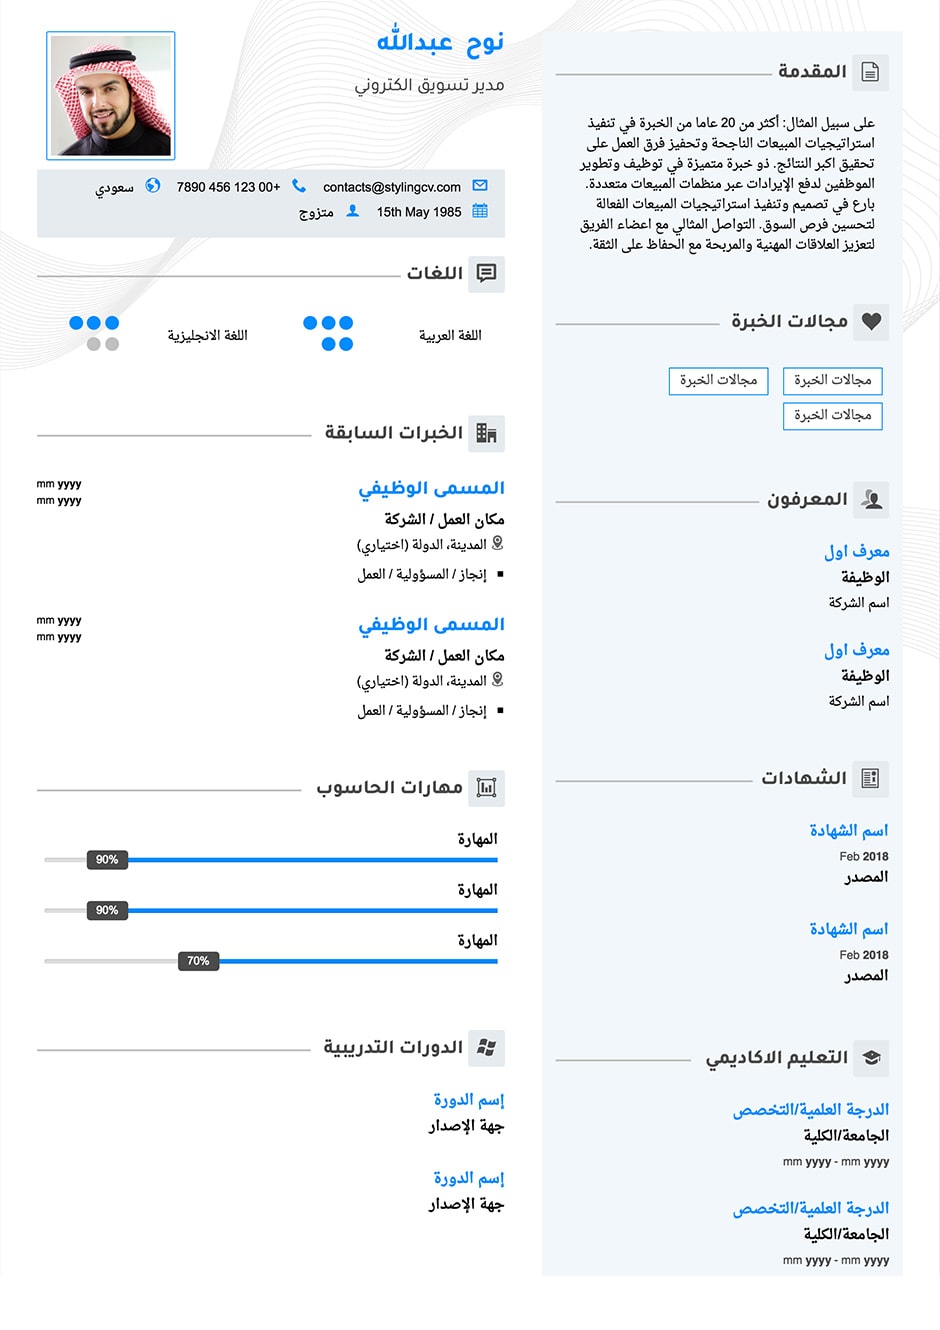 نوح عبدالله
مدير تسويق الكتروني
contacts@stylingcv.com +00 123 456 7890 سعودي
15th May 1985 متزوج
اللغات
اللغة العربية اللغة الانجليزية
الخبرات السابقة
المسمى الوظيفي mm yyyy
mm yyyy
مكان العمل / الشركة
المدينة، الدولة (اختياري)
▪ إنجاز / المسؤولية / العمل
المسمى الوظيفي mm yyyy
mm yyyy
مكان العمل / الشركة
المدينة، الدولة (اختياري)
▪ إنجاز / المسؤولية / العمل
مهارات الحاسوب
المهارة
90%
المهارة
90%
المهارة
70%
الدورات التدريبية
إسم الدورة
جهة الإصدار
إسم الدورة
جهة الإصدار
المقدمة
على سبيل المثال: أكثر من 20 عاما من الخبرة في تنفيذ
استراتيجيات المبيعات الناجحة وتحفيز فرق العمل على
تحقيق اكبر النتائج. ذو خبرة متميزة في توظيف وتطوير
الموظفين لدفع الإيرادات عبر منظمات المبيعات متعددة.
بارع في تصميم وتنفيذ استراتيجيات المبيعات الفعالة
لتحسين فرص السوق. التواصل المثالي مع اعضاء الفريق
لتعزيز العلاقات المهنية والمربحة مع الحفاظ على الثقة.
مجالات الخبرة
مجالات الخبرة مجالات الخبرة
مجالات الخبرة
المعرفون
معرف اول
الوظيفة
اسم الشركة
معرف اول
الوظيفة
اسم الشركة
الشهادات
اسم الشهادة
Feb 2018
المصدر
اسم الشهادة
Feb 2018
المصدر
التعليم الاكاديمي
الدرجة العلمية/التخصص
الجامعة/الكلية
mm yyyy - mm yyyy
الدرجة العلمية/التخصص
الجامعة/الكلية
mm yyyy - mm yyyy